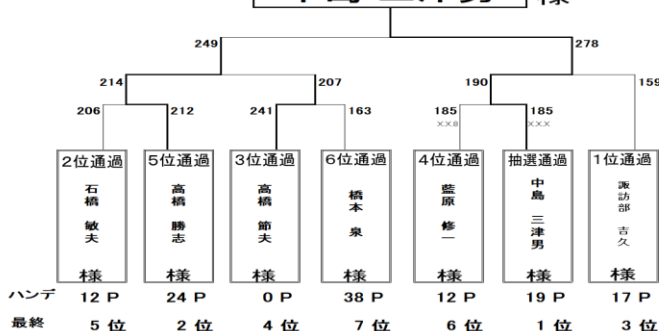 様
249 278
214 207 190 159
206 212 241 163 185 185
XX8 XXX
2位通過 5位通過 3位通過 6位通過 4位通過 抽選通過 1位通過
石橋 敏夫 高橋 勝志 高橋 節夫 橋本 泉 藍原 修一 中島 三津男 諏訪部 吉久
様 様 様 様 様 様 様
ハンデ 12 P 24 P 0 P 38 P 12 P 19 P 17 P
最終 5 位 2 位 4 位 7 位 6 位 1 位 3 位